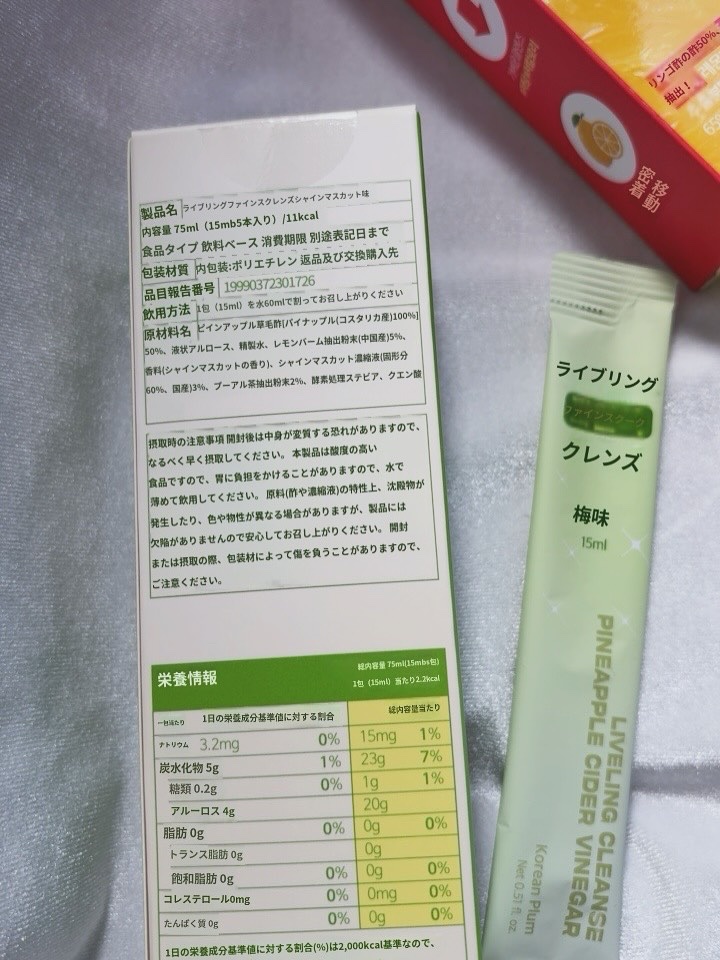 リンゴ酢の酢50%、
抽出！
移動
密着
製品名 ライブリングファインスクレンズシャインマスカット味
内容量 75ml（15mb5本入り）/11kcal
食品タイプ 飲料ベース 消費期限 別途表記日まで
包装材質 内包装:ポリエチレン 返品及び交換購入先
品目報告番号 19990372301726
飲用方法 1包（15ml）を水60mlで割ってお召し上がりください
原材料名 ピインアップル草毛酢[パイナップル(コスタリカ産)100%]
50%、液状アルロース、精製水、レモンバーム抽出粉末(中国産)5%、
香料(シャインマスカットの香り)、シャインマスカット濃縮液(固形分
60%、国産)3%、プーアル茶抽出粉末2%、酵素処理ステビア、クエン酸
摂取時の注意事項 開封後は中身が変質する恐れがありますので、
なるべく早く摂取してください。 本製品は酸度の高い
食品ですので、胃に負担をかけることがありますので、水で
薄めて飲用してください。 原料(酢や濃縮液)の特性上、沈殿物が
発生したり、色や物性が異なる場合がありますが、製品には
欠陥がありませんので安心してお召し上がりください。 開封
または摂取の際、包装材によって傷を負うことがありますので、
ご注意ください。
栄養情報
総内容量 75ml(15mb5包)
1包（15ml）当たり2.2kcal
一包当たり 1日の栄養成分基準値に対する割合 総内容量当たり
ナトリウム 3.2mg 0% 15mg 1%
炭水化物 5g 1% 23g 7%
糖類 0.2g 0% 1g 1%
アルーロス 4g 20g
脂肪 0g 0% 0g 0%
トランス脂肪 0g 0g
飽和脂肪 0g 0% 0g 0%
コレステロール0mg 0% 0mg 0%
たんぱく質 0g 0% 0g 0%
1日の栄養成分基準値に対する割合(%)は2,000kcal基準なので、
ライブリング
クレンズ
梅味
15ml
LIVELING CLEANSE
PINEAPPLE CIDER VINEGAR
Korean Plum
Net 0.51 fl. oz.